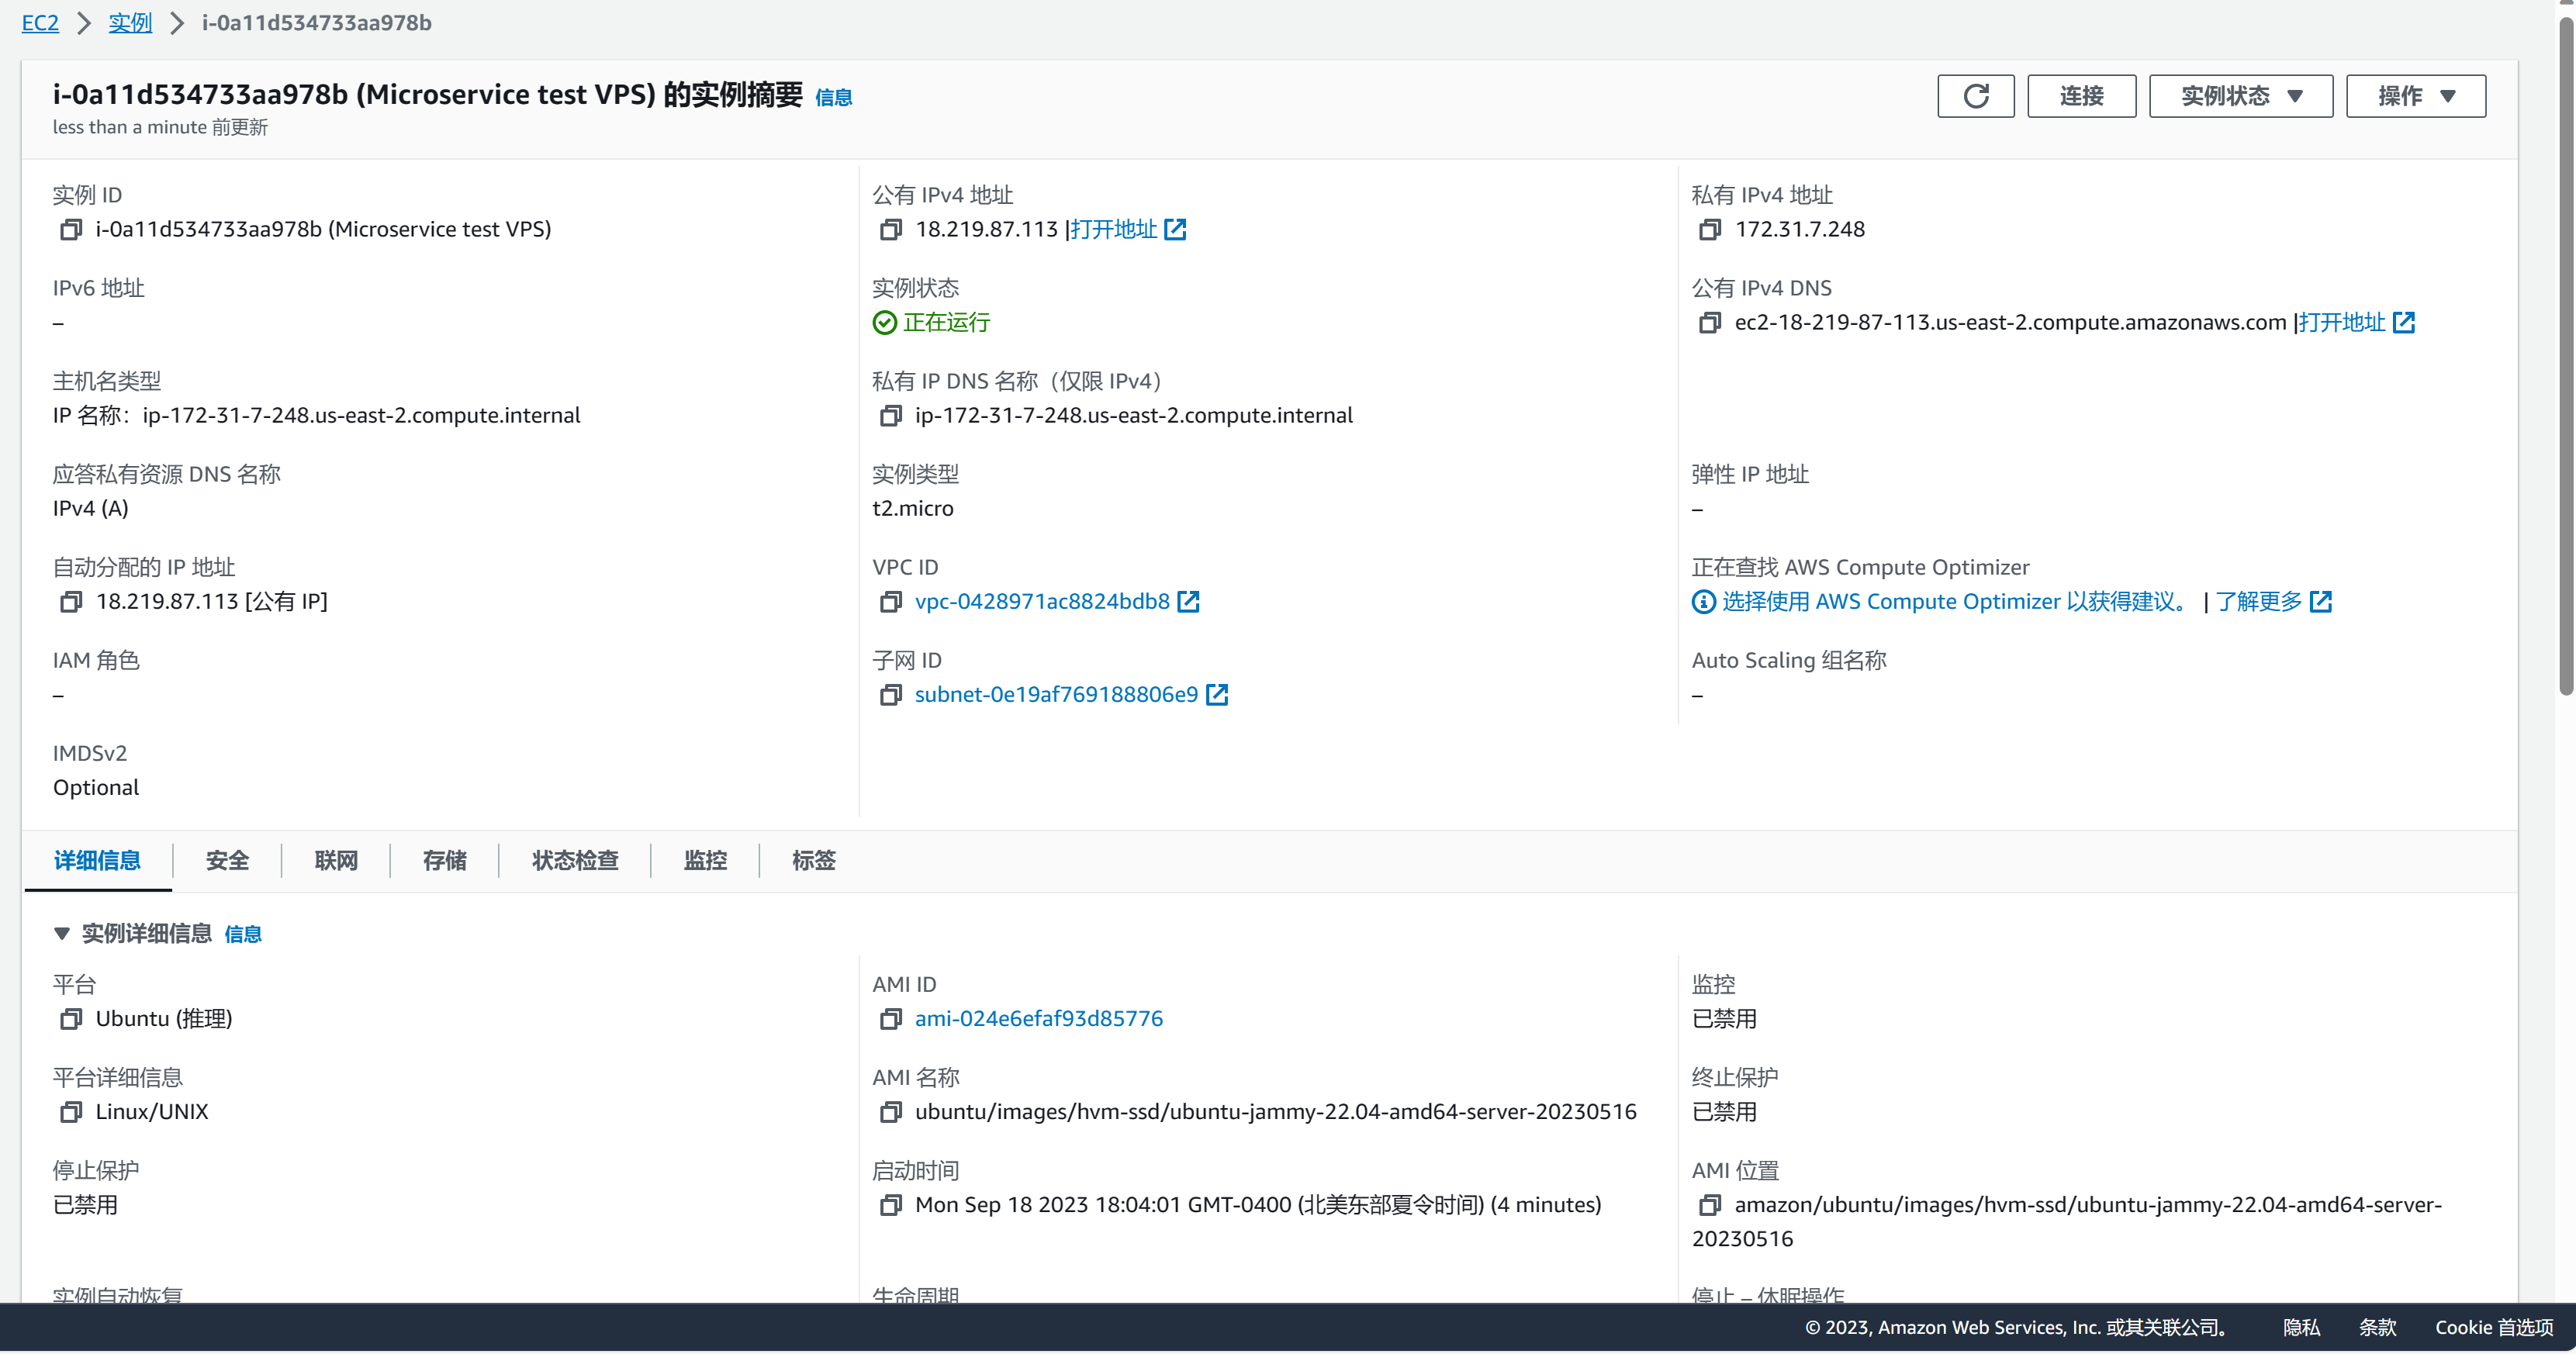 EC2 > 实例 > i-0a11d534733aa978b
i-0a11d534733aa978b (Microservice test VPS) 的实例摘要 信息
less than a minute 前更新
连接
实例状态
操作
实例 ID
i-0a11d534733aa978b (Microservice test VPS)
公有 IPv4 地址
18.219.87.113 |打开地址
私有 IPv4 地址
172.31.7.248
IPv6 地址
–
实例状态
正在运行
公有 IPv4 DNS
ec2-18-219-87-113.us-east-2.compute.amazonaws.com |打开地址
主机名类型
IP 名称：ip-172-31-7-248.us-east-2.compute.internal
私有 IP DNS 名称（仅限 IPv4）
ip-172-31-7-248.us-east-2.compute.internal
应答私有资源 DNS 名称
IPv4 (A)
实例类型
t2.micro
弹性 IP 地址
–
自动分配的 IP 地址
18.219.87.113 [公有 IP]
VPC ID
vpc-0428971ac8824bdb8
正在查找 AWS Compute Optimizer
选择使用 AWS Compute Optimizer 以获得建议。 | 了解更多
IAM 角色
–
子网 ID
subnet-0e19af769188806e9
Auto Scaling 组名称
–
IMDSv2
Optional
详细信息
安全
联网
存储
状态检查
监控
标签
实例详细信息 信息
平台
Ubuntu (推理)
AMI ID
ami-024e6efaf93d85776
监控
已禁用
平台详细信息
Linux/UNIX
AMI 名称
ubuntu/images/hvm-ssd/ubuntu-jammy-22.04-amd64-server-20230516
终止保护
已禁用
停止保护
已禁用
启动时间
Mon Sep 18 2023 18:04:01 GMT-0400 (北美东部夏令时间) (4 minutes)
AMI 位置
amazon/ubuntu/images/hvm-ssd/ubuntu-jammy-22.04-amd64-server-
20230516
实例自动恢复
生命周期
停止 – 休眠操作
© 2023, Amazon Web Services, Inc. 或其关联公司。
隐私
条款
Cookie 首选项